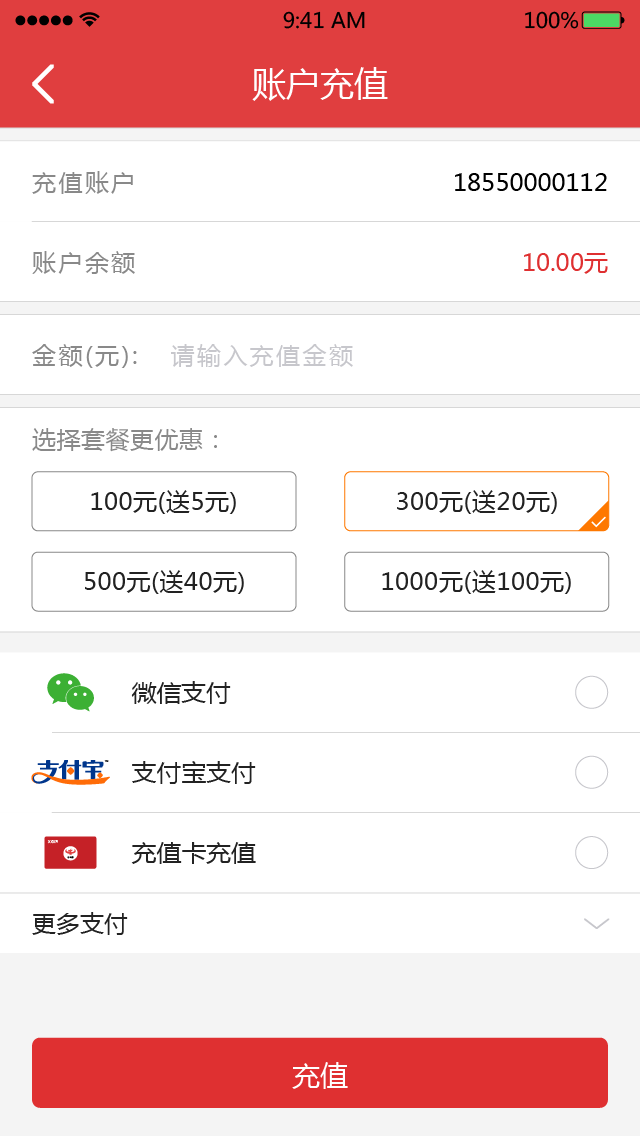 9:41 AM 100%
账户充值
充值账户 18550000112
账户余额 10.00元
金额(元): 请输入充值金额
选择套餐更优惠：
100元(送5元) 300元(送20元)
500元(送40元) 1000元(送100元)
微信支付
支付宝 支付宝支付
充值卡充值
更多支付
充值